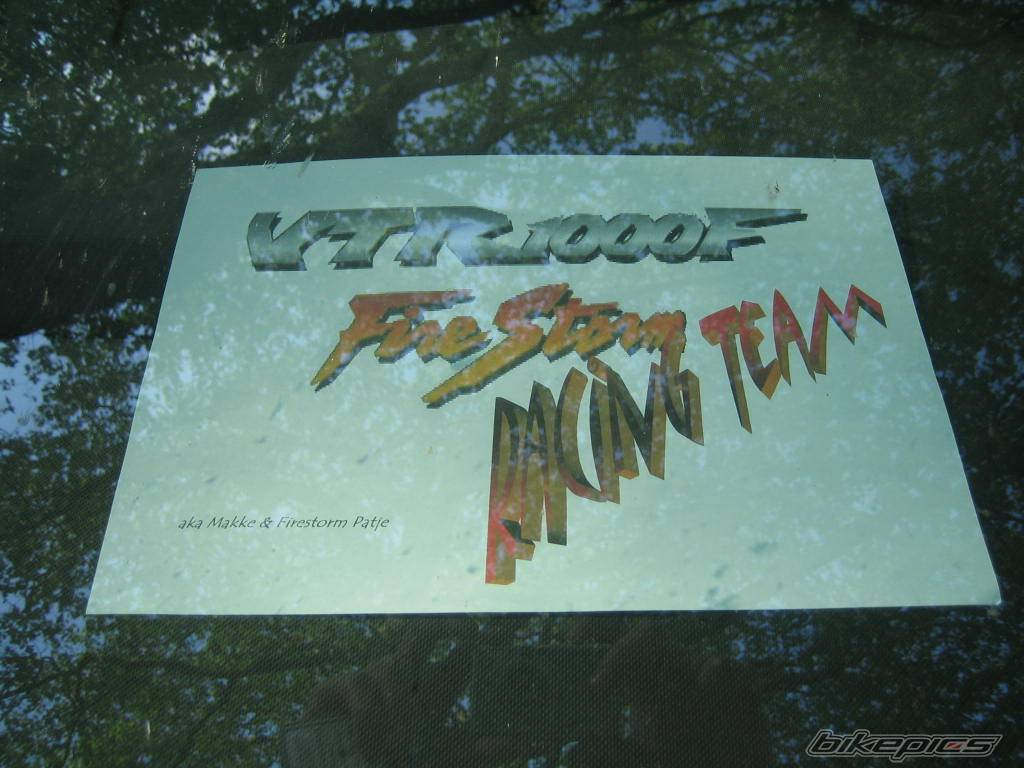 VTR1000F
FireStorm
RACING TEAM
aka Makke & Firestorm Patje
bikepics